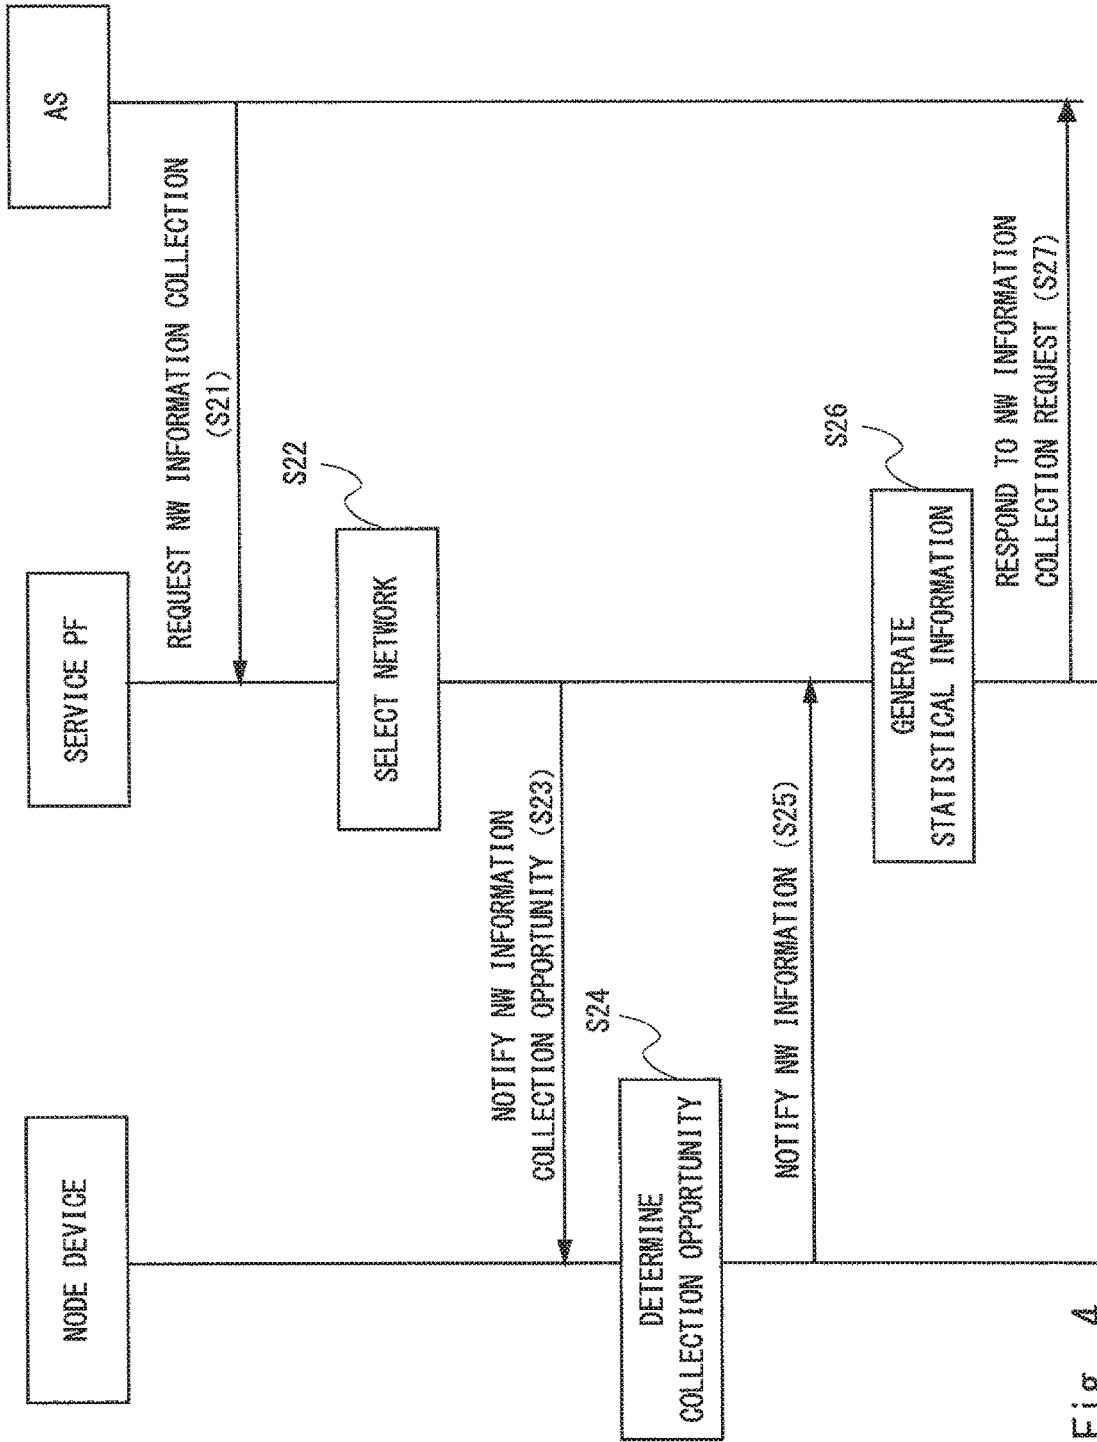 NODE DEVICE
SERVICE PF
AS
REQUEST NW INFORMATION COLLECTION
(S21)
S22
SELECT NETWORK
NOTIFY NW INFORMATION
COLLECTION OPPORTUNITY (S23)
S24
DETERMINE
COLLECTION OPPORTUNITY
NOTIFY NW INFORMATION (S25)
S26
GENERATE
STATISTICAL INFORMATION
RESPOND TO NW INFORMATION
COLLECTION REQUEST (S27)
Fig. 4